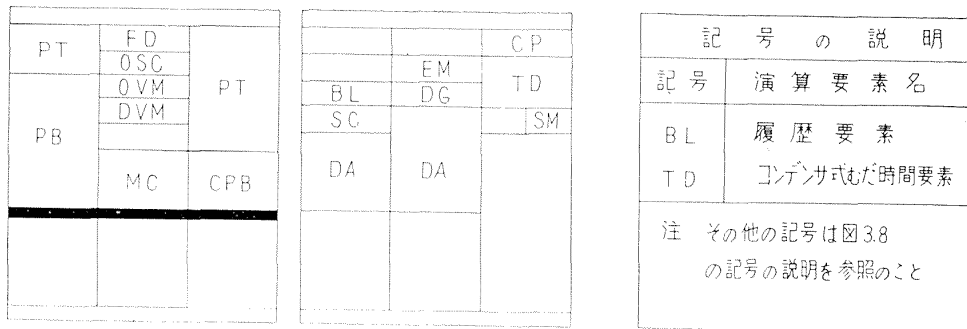 PT
FD
OSC
OVM
DVM
PT
PB
MC
CPB
CP
EM
TD
BL
DG
SC
SM
DA
DA
記号の説明
記号 演算要素名
BL 履歴要素
TD コンデンサ式むだ時間要素
注 その他の記号は図3.8
の記号の説明を参照のこと